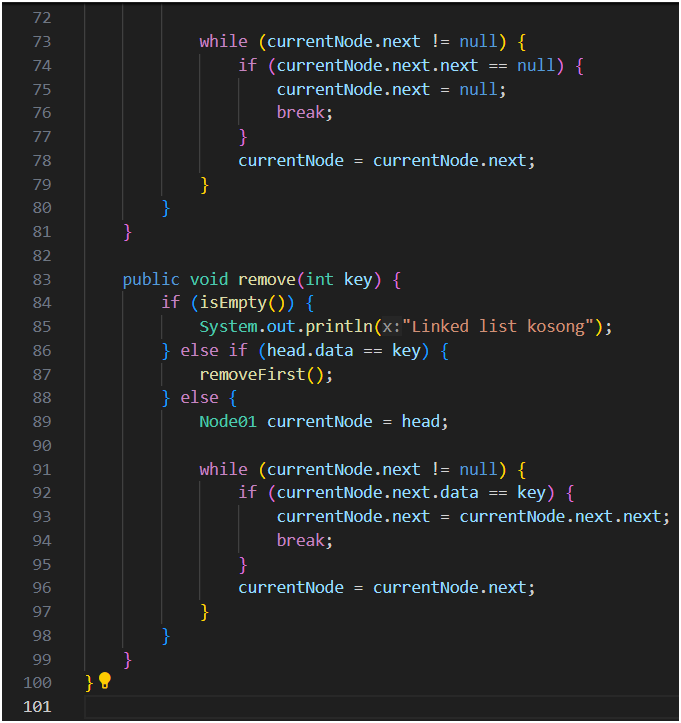 72
73 while (currentNode.next != null) {
74 if (currentNode.next.next == null) {
75 currentNode.next = null;
76 break;
77 }
78 currentNode = currentNode.next;
79 }
80 }
81 }
82
83 public void remove(int key) {
84 if (isEmpty()) {
85 System.out.println(x:"Linked list kosong");
86 } else if (head.data == key) {
87 removeFirst();
88 } else {
89 Node01 currentNode = head;
90
91 while (currentNode.next != null) {
92 if (currentNode.next.data == key) {
93 currentNode.next = currentNode.next.next;
94 break;
95 }
96 currentNode = currentNode.next;
97 }
98 }
99 }
100 }
101